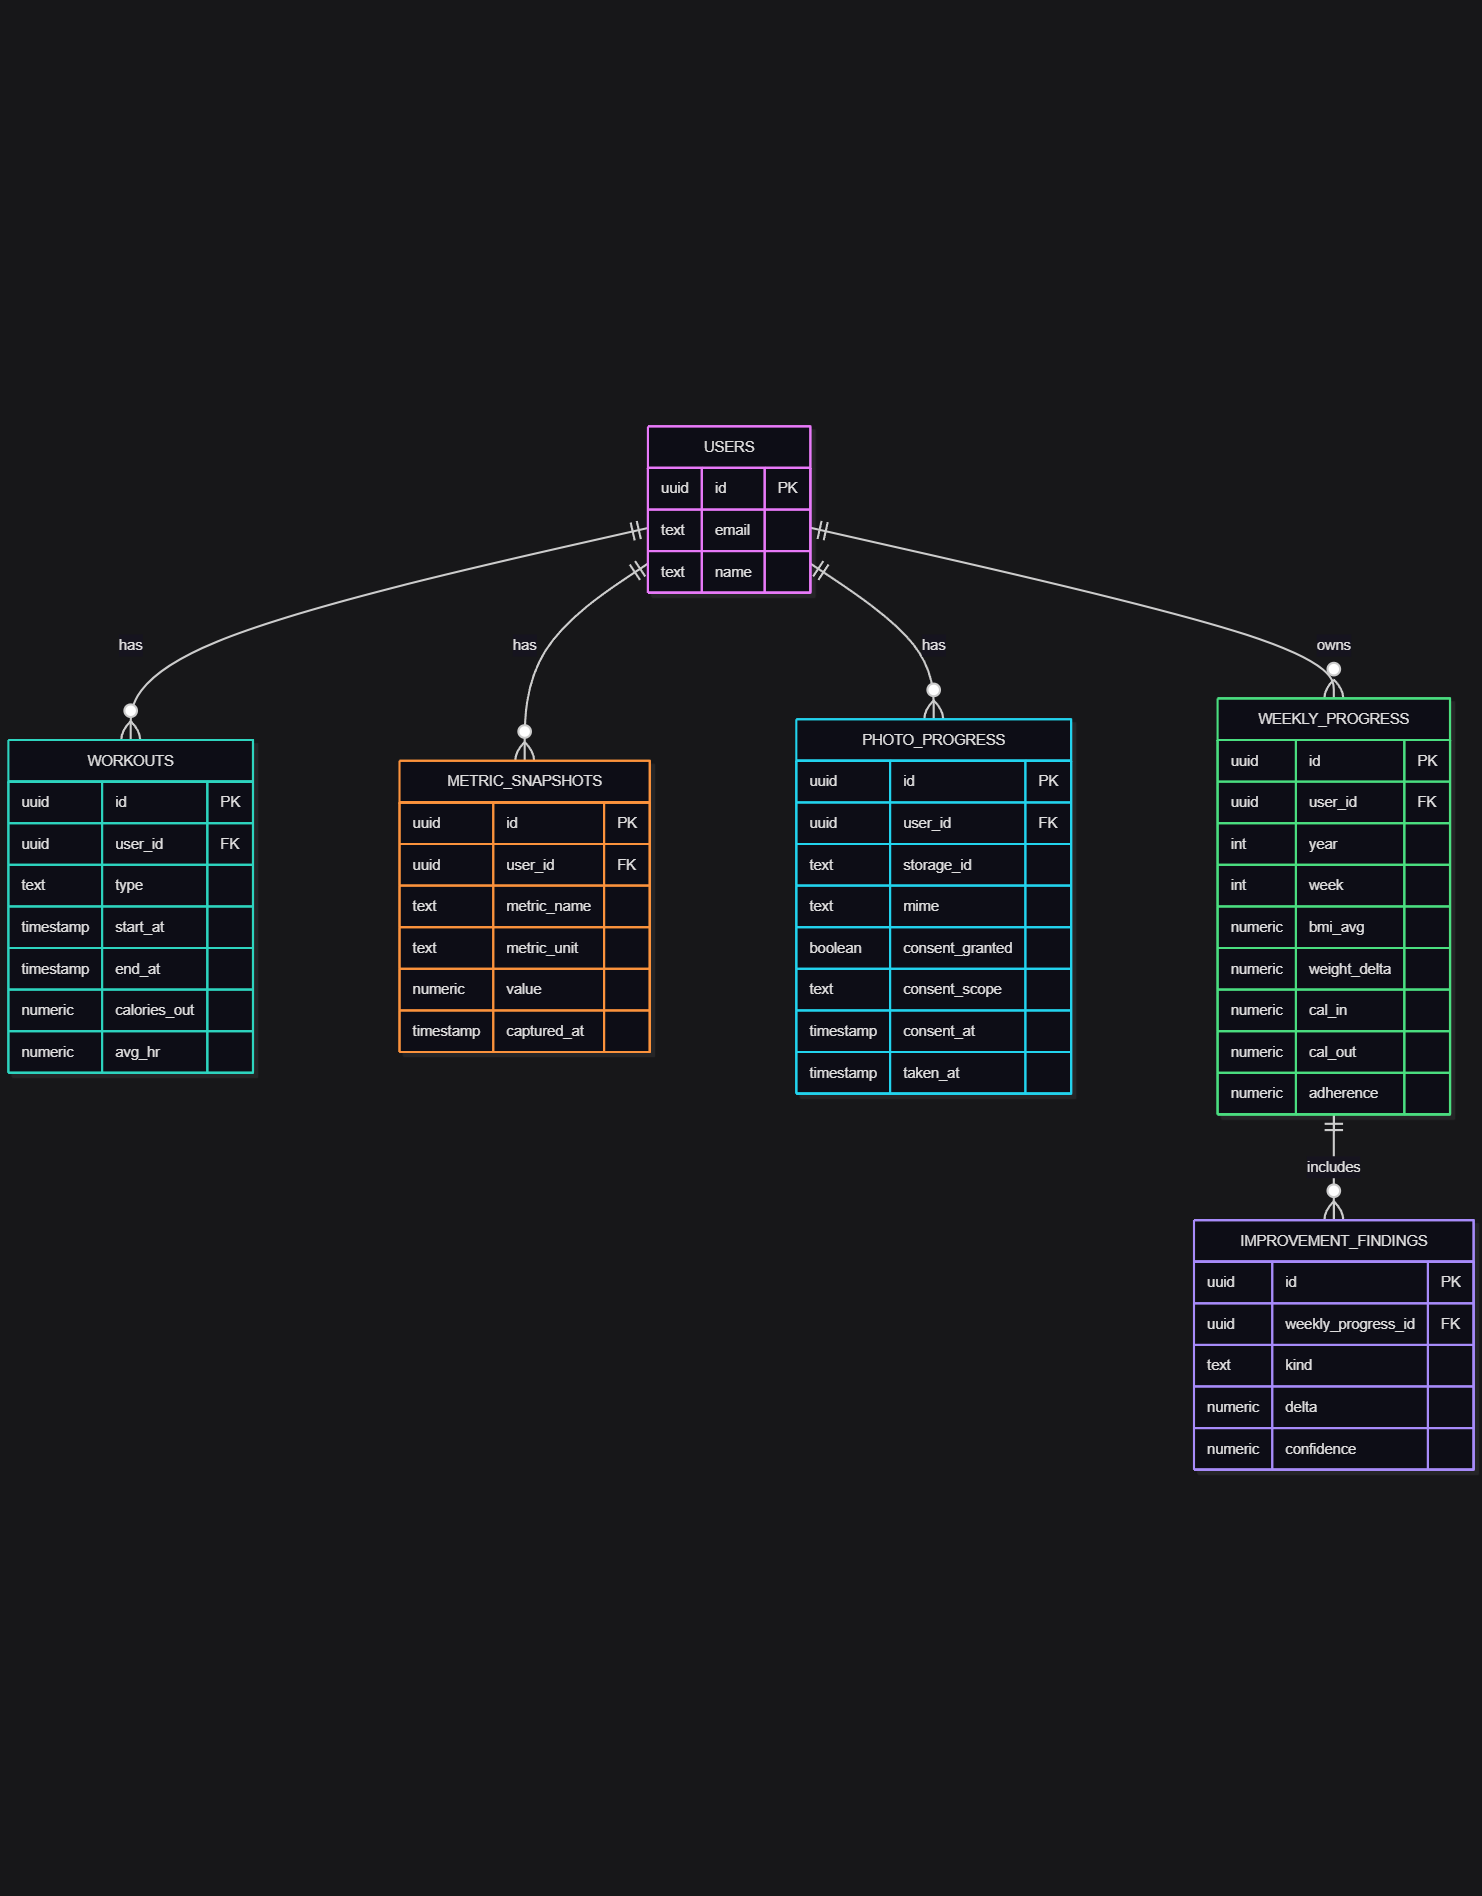 USERS
uuid id PK
text email
text name
has
has
has
owns
WORKOUTS
uuid id PK
uuid user_id FK
text type
timestamp start_at
timestamp end_at
numeric calories_out
numeric avg_hr
METRIC_SNAPSHOTS
uuid id PK
uuid user_id FK
text metric_name
text metric_unit
numeric value
timestamp captured_at
PHOTO_PROGRESS
uuid id PK
uuid user_id FK
text storage_id
text mime
boolean consent_granted
text consent_scope
timestamp consent_at
timestamp taken_at
WEEKLY_PROGRESS
uuid id PK
uuid user_id FK
int year
int week
numeric bmi_avg
numeric weight_delta
numeric cal_in
numeric cal_out
numeric adherence
includes
IMPROVEMENT_FINDINGS
uuid id PK
uuid weekly_progress_id FK
text kind
numeric delta
numeric confidence